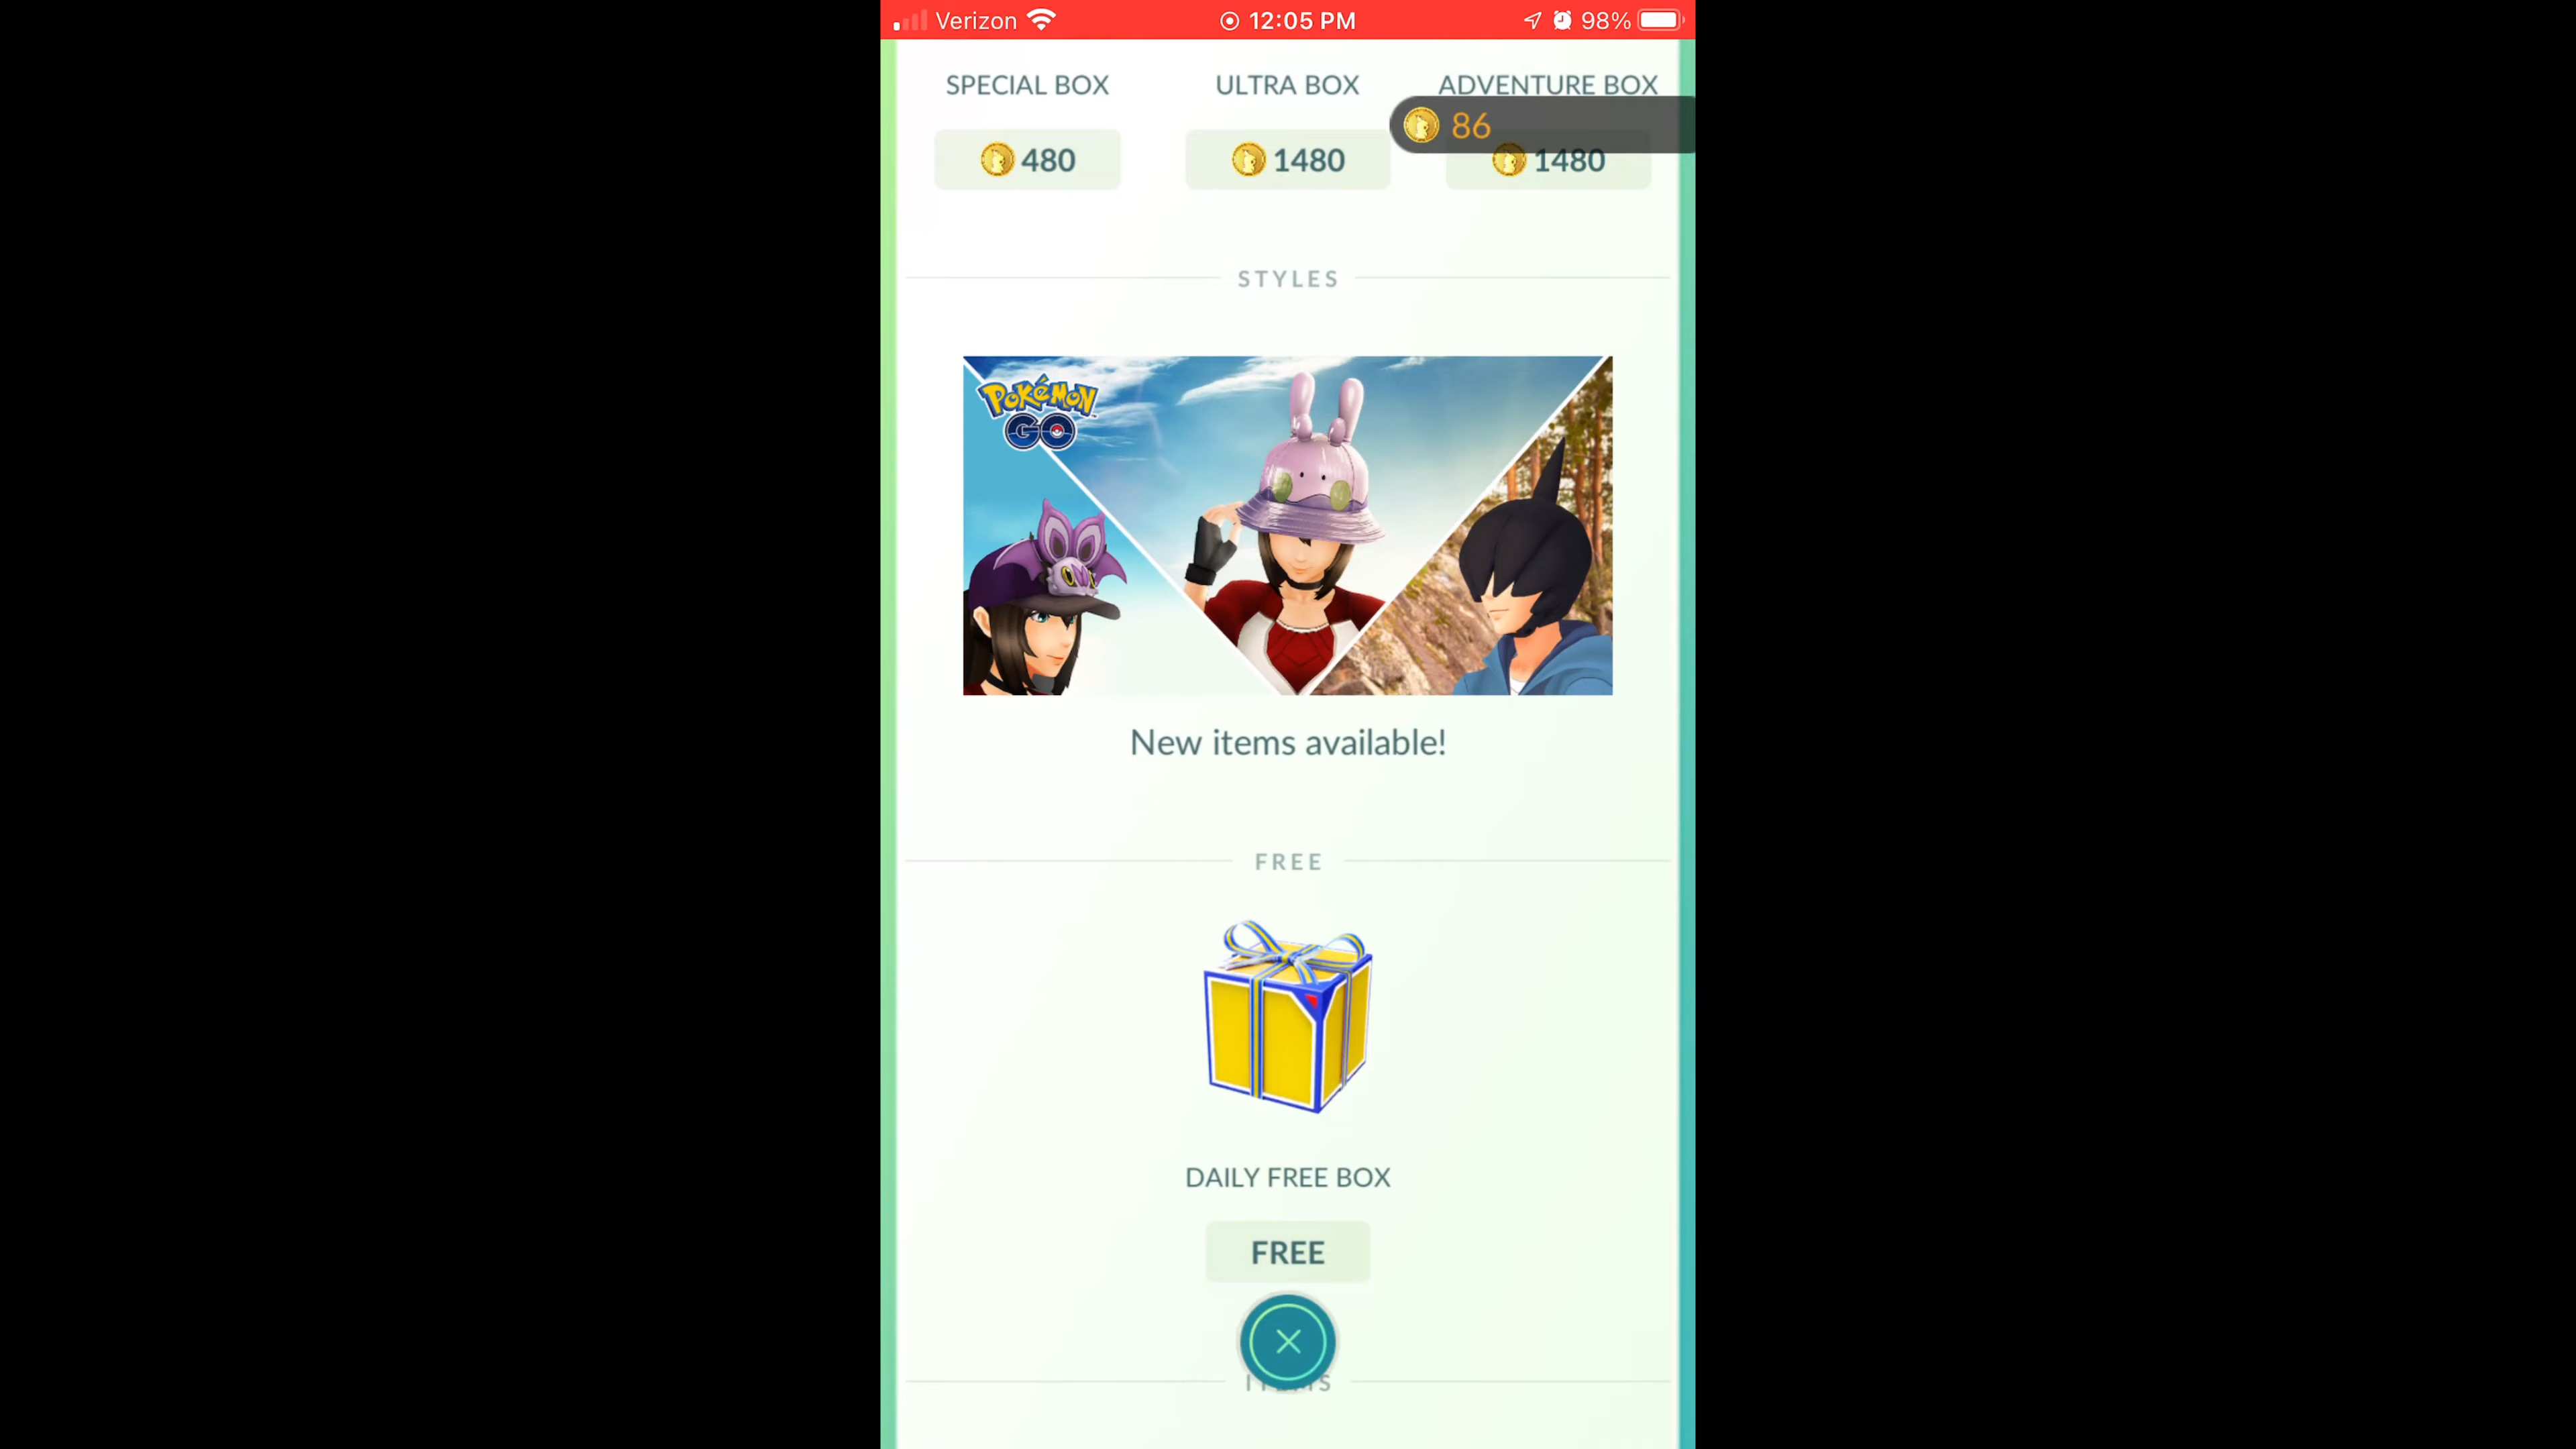 Verizon 12:05 PM 98%
SPECIAL BOX ULTRA BOX ADVENTURE BOX
86
480 1480 1480
STYLES
POKéMON
GO
New items available!
FREE
DAILY FREE BOX
FREE
ITEMS